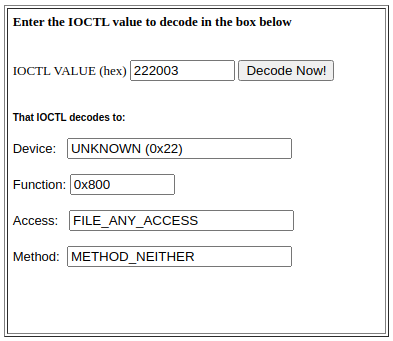 Enter the IOCTL value to decode in the box below
IOCTL VALUE (hex) 222003 Decode Now!
That IOCTL decodes to:
Device: UNKNOWN (0x22)
Function: 0x800
Access: FILE_ANY_ACCESS
Method: METHOD_NEITHER